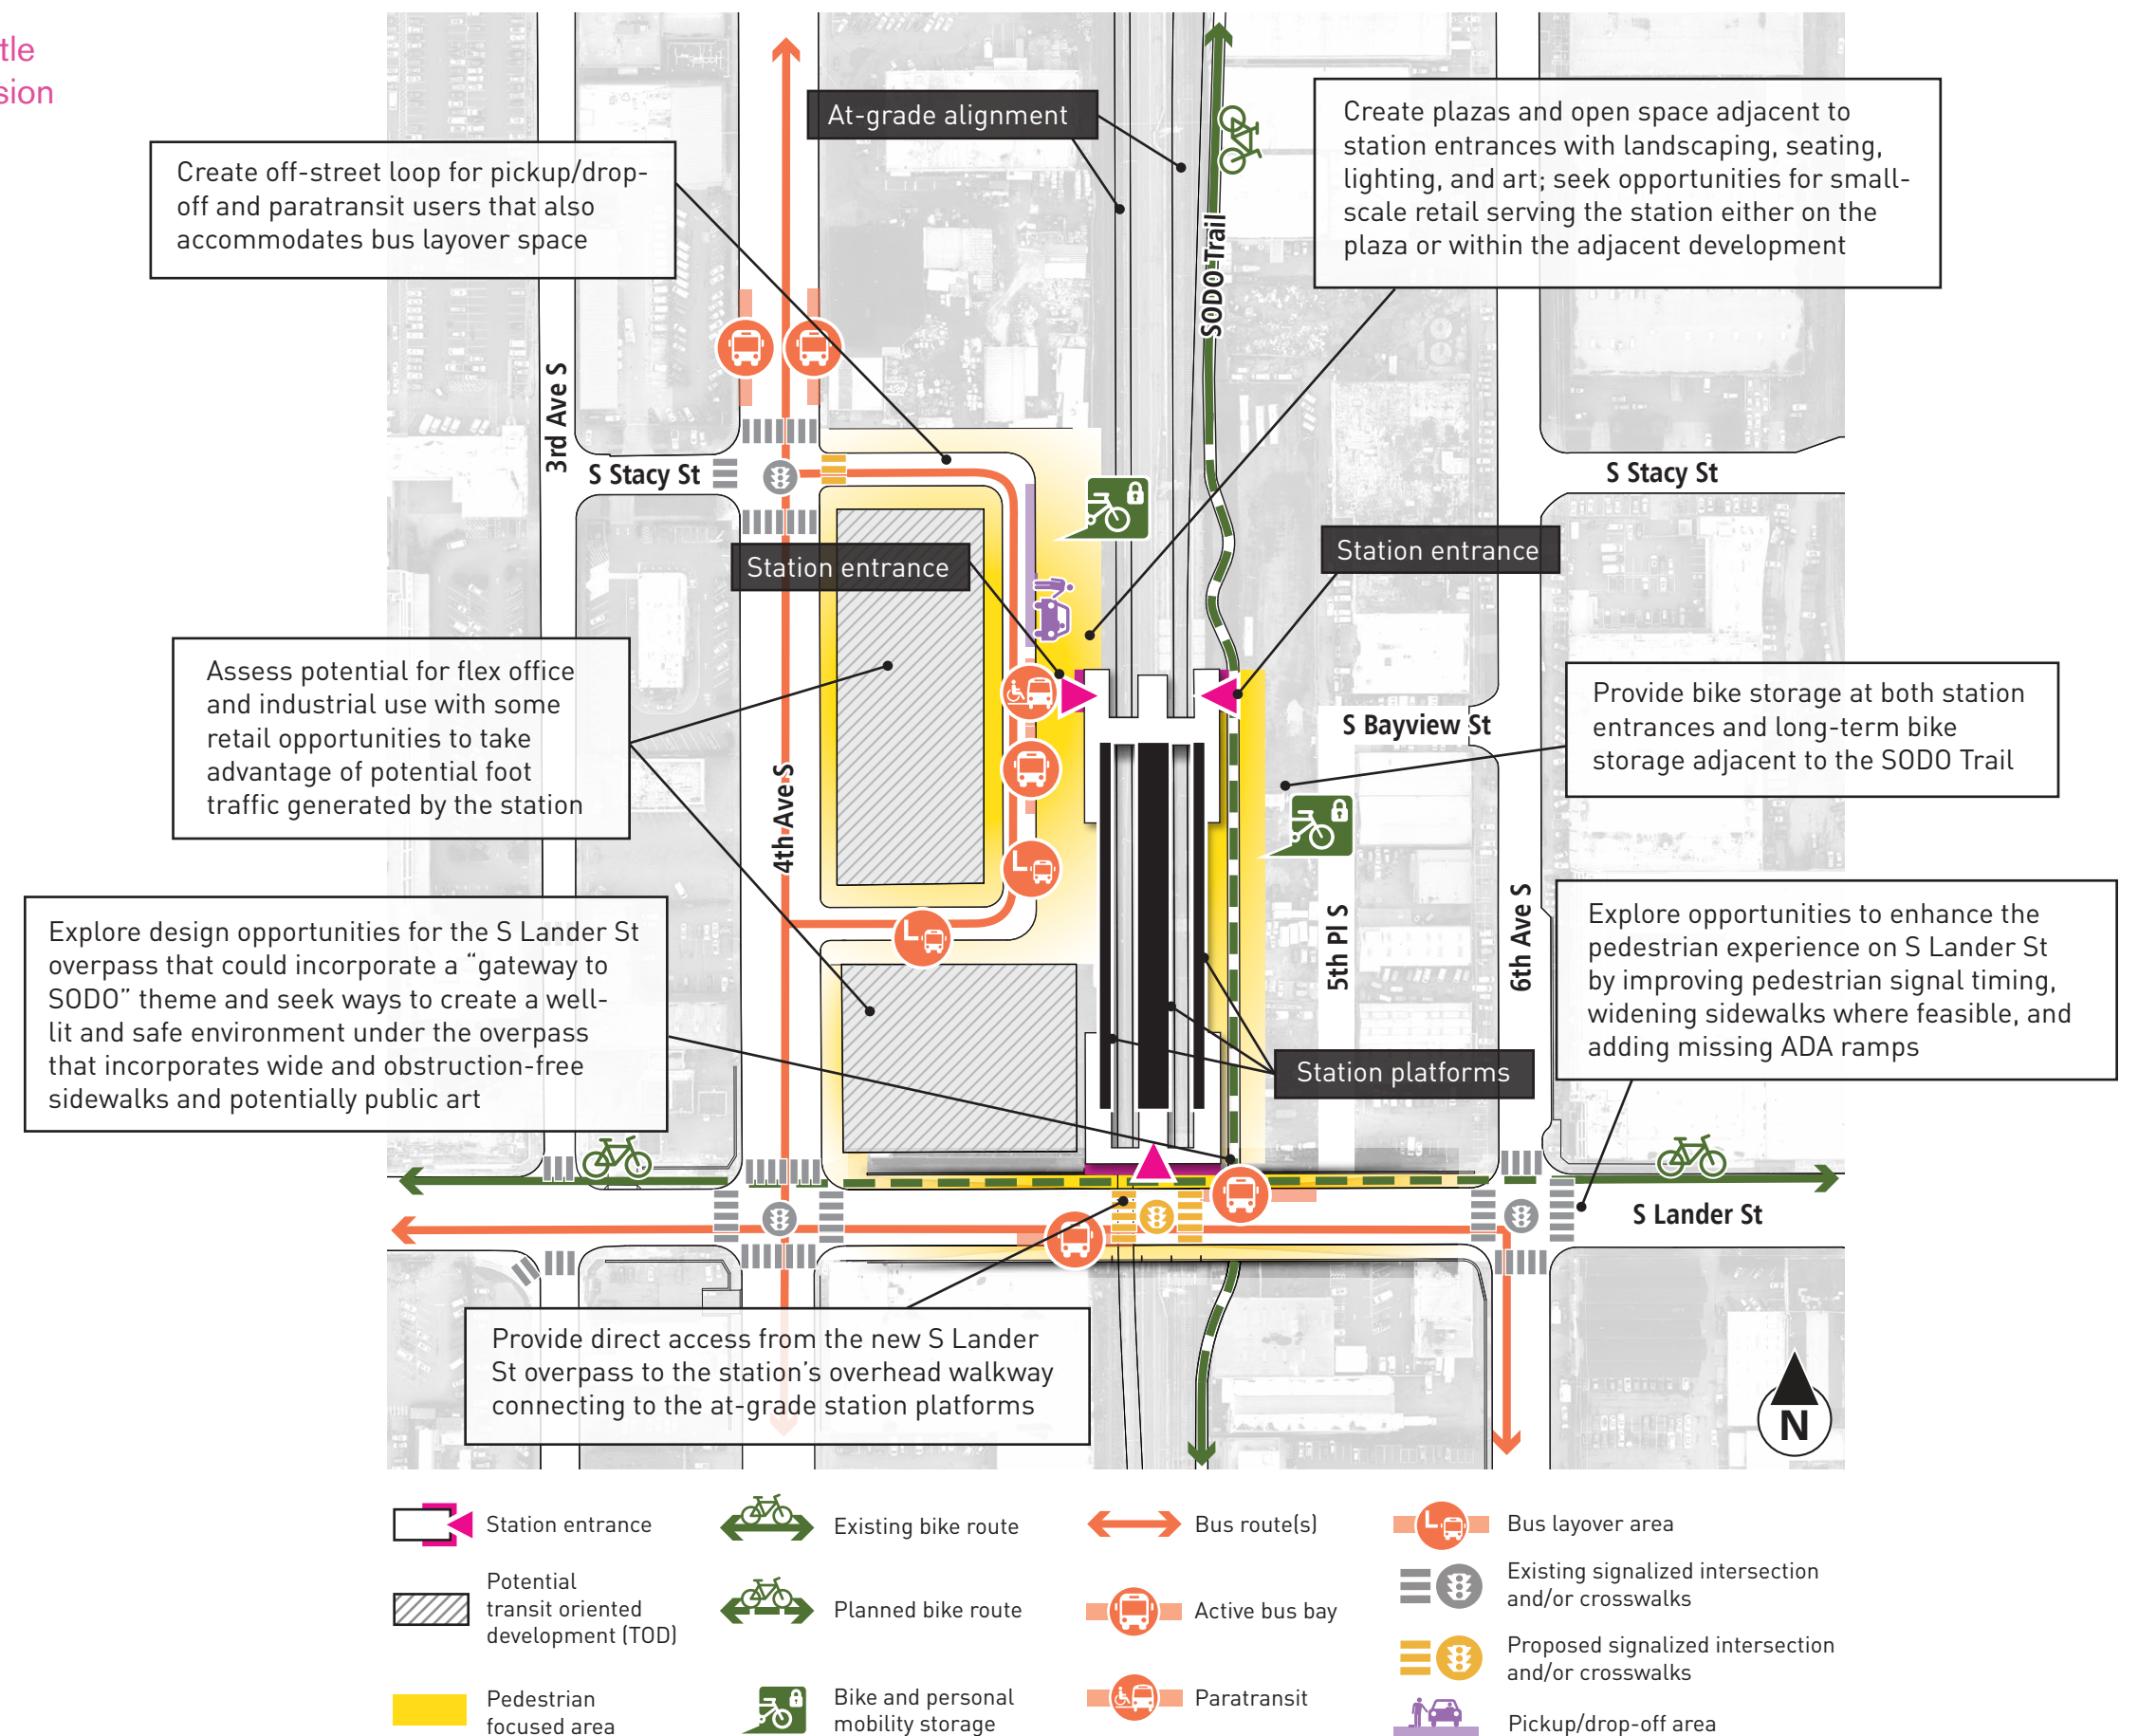 tle
sion
At-grade alignment
Create plazas and open space adjacent to
station entrances with landscaping, seating,
lighting, and art; seek opportunities for small-
scale retail serving the station either on the
plaza or within the adjacent development
Create off-street loop for pickup/drop-
off and paratransit users that also
accommodates bus layover space
SODO Trail
3rd Ave S
S Stacy St
S Stacy St
Station entrance
Station entrance
Assess potential for flex office
and industrial use with some
retail opportunities to take
advantage of potential foot
traffic generated by the station
Provide bike storage at both station
entrances and long-term bike
storage adjacent to the SODO Trail
S Bayview St
4th Ave S
5th Pl S
6th Ave S
L
L
Explore design opportunities for the S Lander St
overpass that could incorporate a “gateway to
SODO” theme and seek ways to create a well-
lit and safe environment under the overpass
that incorporates wide and obstruction-free
sidewalks and potentially public art
Explore opportunities to enhance the
pedestrian experience on S Lander St
by improving pedestrian signal timing,
widening sidewalks where feasible, and
adding missing ADA ramps
Station platforms
S Lander St
Provide direct access from the new S Lander
St overpass to the station’s overhead walkway
connecting to the at-grade station platforms
N
Station entrance
Potential
transit oriented
development (TOD)
Pedestrian
focused area
Existing bike route
Planned bike route
Bike and personal
mobility storage
Bus route(s)
Active bus bay
Paratransit
L
Bus layover area
Existing signalized intersection
and/or crosswalks
Proposed signalized intersection
and/or crosswalks
Pickup/drop-off area